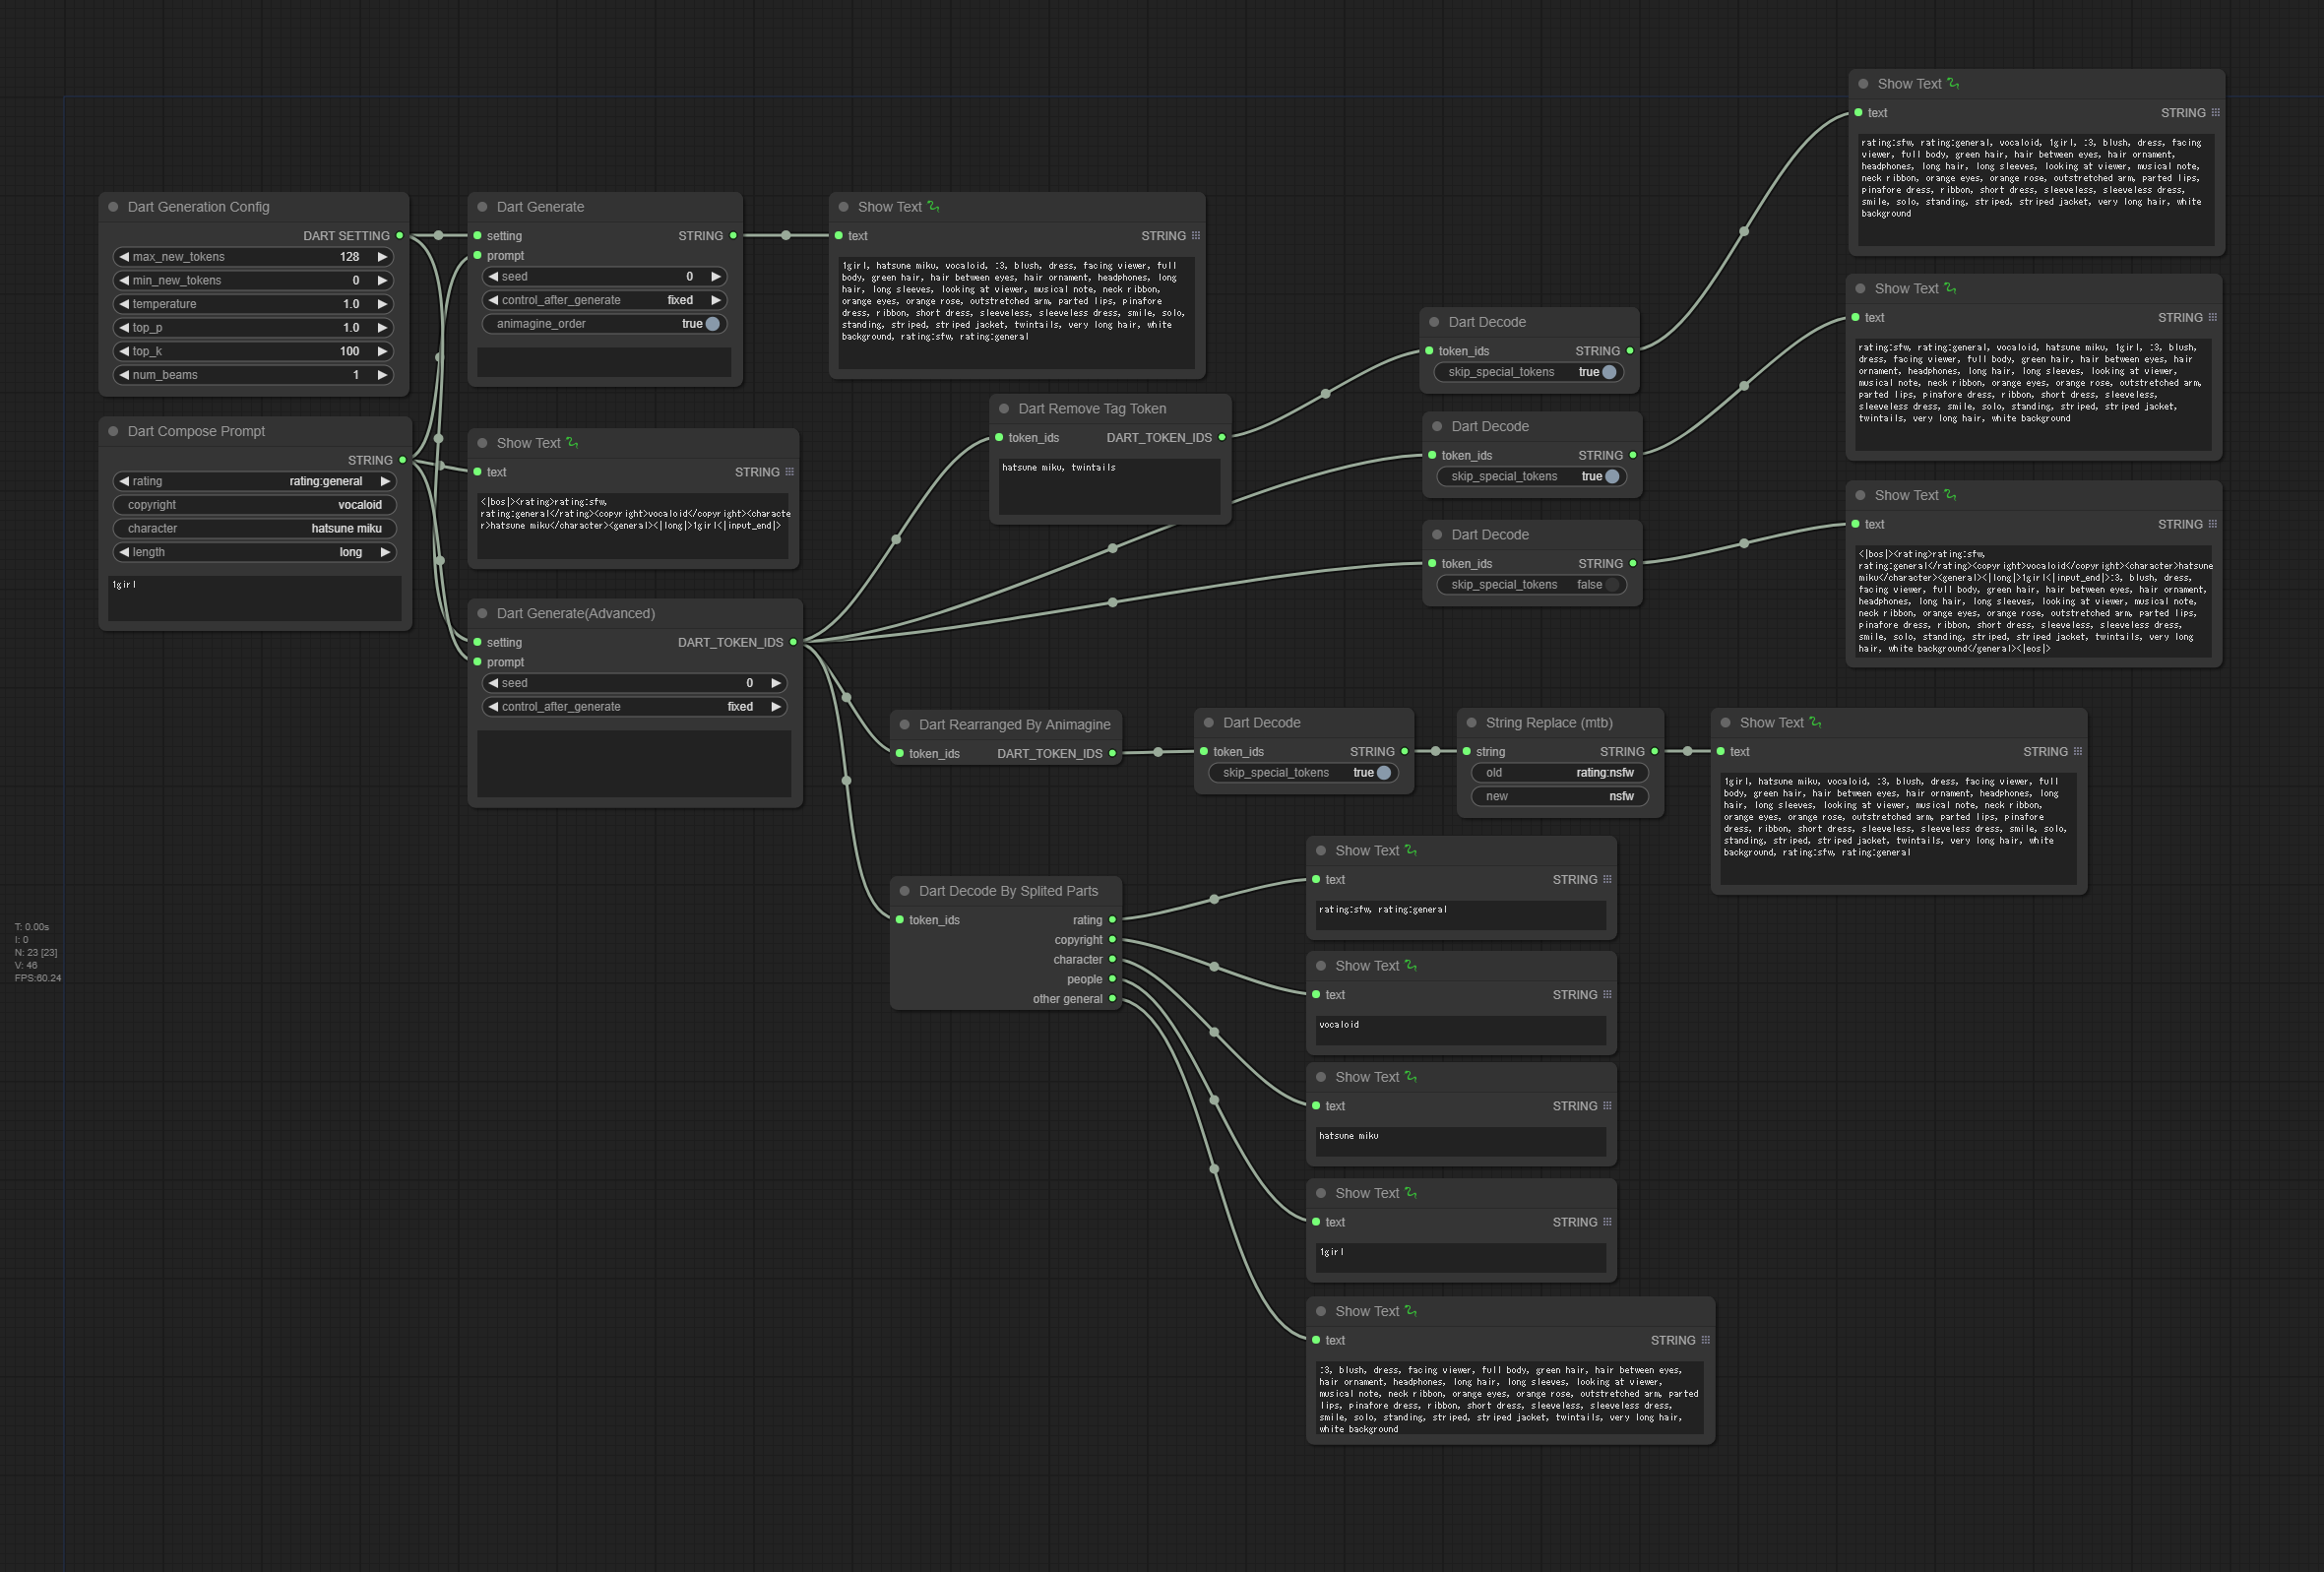 Dart Generation Config
DART SETTING
max_new_tokens 128
min_new_tokens 0
temperature 1.0
top_p 1.0
top_k 100
num_beams 1
Dart Compose Prompt
STRING
rating rating:general
copyright vocaloid
character hatsune miku
length long
1girl
Dart Generate
setting STRING
prompt
seed 0
control_after_generate fixed
animagine_order true
Show Text
text STRING
<|bos|><rating>rating:sfw,
rating:general</rating><copyright>vocaloid</copyright><characte
r>hatsune miku</character><general><|long|>1girl<|input_end|>
Dart Generate(Advanced)
setting DART_TOKEN_IDS
prompt
seed 0
control_after_generate fixed
Show Text
text STRING
1girl, hatsune miku, vocaloid, :3, blush, dress, facing viewer, full
body, green hair, hair between eyes, hair ornament, headphones, long
hair, long sleeves, looking at viewer, musical note, neck ribbon,
orange eyes, orange rose, outstretched arm, parted lips, pinafore
dress, ribbon, short dress, sleeveless, sleeveless dress, smile, solo,
standing, striped, striped jacket, twintails, very long hair, white
background, rating:sfw, rating:general
Dart Remove Tag Token
token_ids DART_TOKEN_IDS
hatsune miku, twintails
Dart Decode
token_ids STRING
skip_special_tokens true
Dart Decode
token_ids STRING
skip_special_tokens true
Dart Decode
token_ids STRING
skip_special_tokens false
Show Text
text STRING
rating:sfw, rating:general, vocaloid, 1girl, :3, blush, dress, facing
viewer, full body, green hair, hair between eyes, hair ornament,
headphones, long hair, long sleeves, looking at viewer, musical note,
neck ribbon, orange eyes, orange rose, outstretched arm, parted lips,
pinafore dress, ribbon, short dress, sleeveless, sleeveless dress,
smile, solo, standing, striped, striped jacket, very long hair, white
background
Show Text
text STRING
rating:sfw, rating:general, vocaloid, hatsune miku, 1girl, :3, blush,
dress, facing viewer, full body, green hair, hair between eyes, hair
ornament, headphones, long hair, long sleeves, looking at viewer,
musical note, neck ribbon, orange eyes, orange rose, outstretched arm,
parted lips, pinafore dress, ribbon, short dress, sleeveless,
sleeveless dress, smile, solo, standing, striped, striped jacket,
twintails, very long hair, white background
Show Text
text STRING
<|bos|><rating>rating:sfw,
rating:general</rating><copyright>vocaloid</copyright><character>hatsune
miku</character><general><|long|>1girl<|input_end|>:3, blush, dress,
facing viewer, full body, green hair, hair between eyes, hair ornament,
headphones, long hair, long sleeves, looking at viewer, musical note,
neck ribbon, orange eyes, orange rose, outstretched arm, parted lips,
pinafore dress, ribbon, short dress, sleeveless, sleeveless dress,
smile, solo, standing, striped, striped jacket, twintails, very long
hair, white background</general><|eos|>
Dart Rearranged By Animagine
token_ids DART_TOKEN_IDS
Dart Decode
token_ids STRING
skip_special_tokens true
String Replace (mtb)
string STRING
old rating:nsfw
new nsfw
Show Text
text STRING
1girl, hatsune miku, vocaloid, :3, blush, dress, facing viewer, full
body, green hair, hair between eyes, hair ornament, headphones, long
hair, long sleeves, looking at viewer, musical note, neck ribbon,
orange eyes, orange rose, outstretched arm, parted lips, pinafore
dress, ribbon, short dress, sleeveless, sleeveless dress, smile, solo,
standing, striped, striped jacket, twintails, very long hair, white
background, rating:sfw, rating:general
Dart Decode By Splited Parts
token_ids rating
copyright
character
people
other general
Show Text
text STRING
rating:sfw, rating:general
Show Text
text STRING
vocaloid
Show Text
text STRING
hatsune miku
Show Text
text STRING
1girl
Show Text
text STRING
:3, blush, dress, facing viewer, full body, green hair, hair between eyes,
hair ornament, headphones, long hair, long sleeves, looking at viewer,
musical note, neck ribbon, orange eyes, orange rose, outstretched arm, parted
lips, pinafore dress, ribbon, short dress, sleeveless, sleeveless dress,
smile, solo, standing, striped, striped jacket, twintails, very long hair,
white background
T: 0.00s
I: 0
N: 23 [23]
V: 46
FPS:60.24